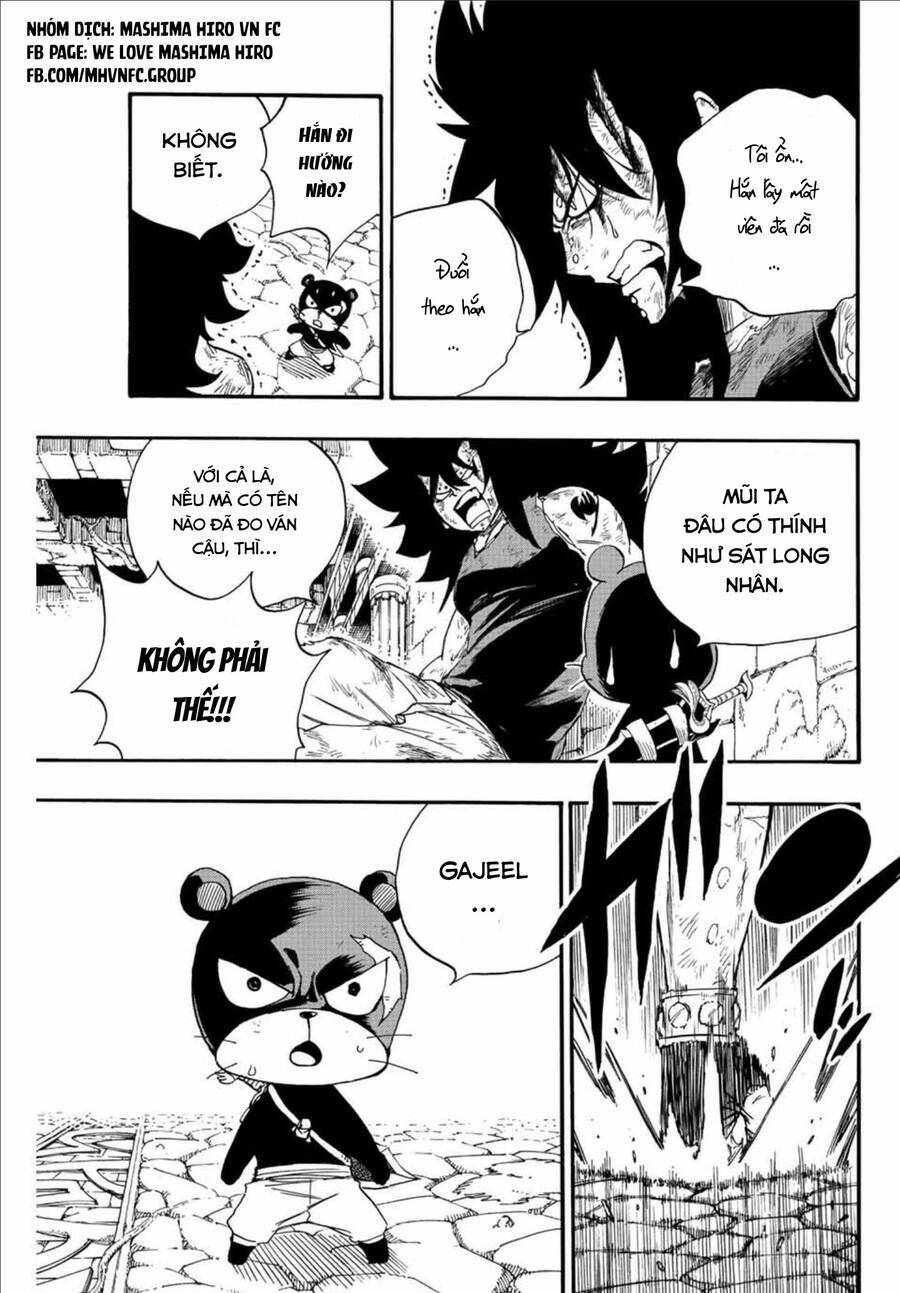 NHÓM DỊCH: MASHIMA HIRO VN FC
FB PAGE: WE LOVE MASHIMA HIRO
FB.COM/MHVNFC.GROUP
Tôi ổn...
Hắn lấy mất
viên đá rồi
...
Đuổi
theo hắn
...
HẮN ĐI
HƯỚNG
NÀO?
KHÔNG
BIẾT.
MŨI TA
ĐÂU CÓ THÍNH
NHƯ SÁT LONG
NHÂN.
VỚI CẢ LÀ,
NẾU MÀ CÓ TÊN
NÀO ĐÃ ĐO VÁN
CẬU, THÌ...
KHÔNG PHẢI
THẾ!!!
GAJEEL
...